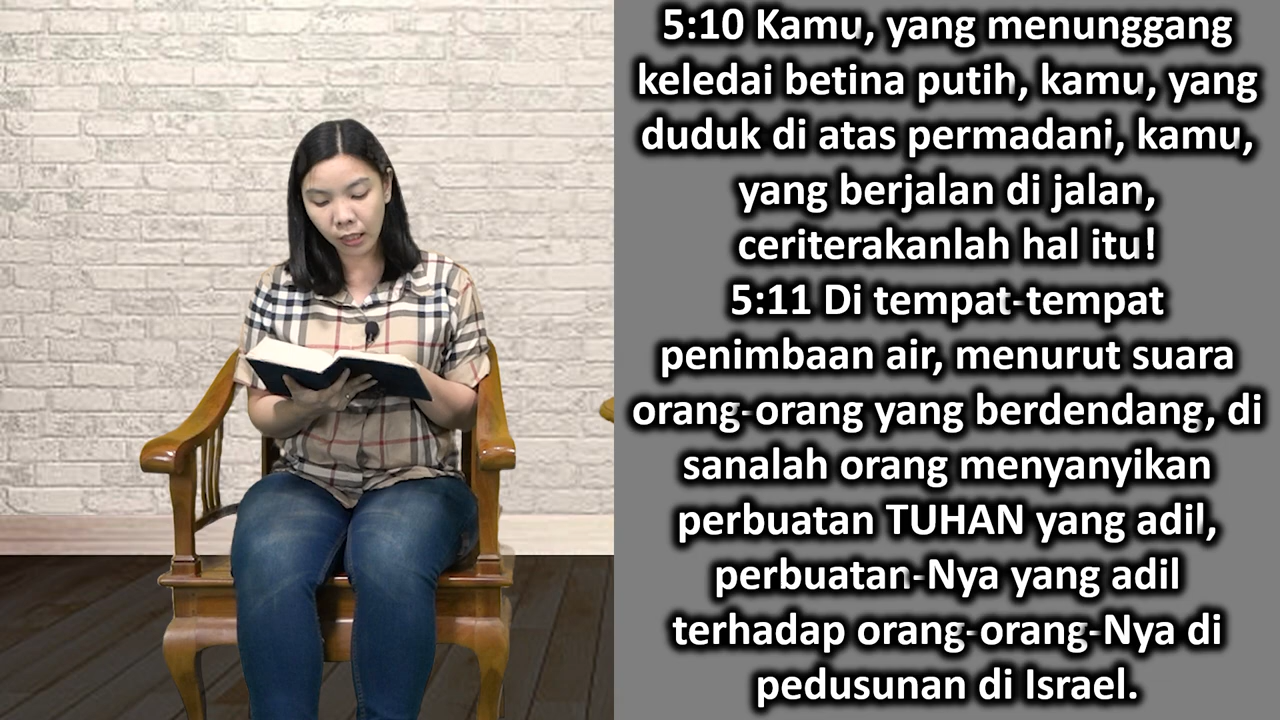 5:10 Kamu, yang menunggang
keledai betina putih, kamu, yang
duduk di atas permadani, kamu,
yang berjalan di jalan,
ceriterakanlah hal itu!
5:11 Di tempat-tempat
penimbaan air, menurut suara
orang-orang yang berdendang, di
sanalah orang menyanyikan
perbuatan TUHAN yang adil,
perbuatan-Nya yang adil
terhadap orang-orang-Nya di
pedusunan di Israel.